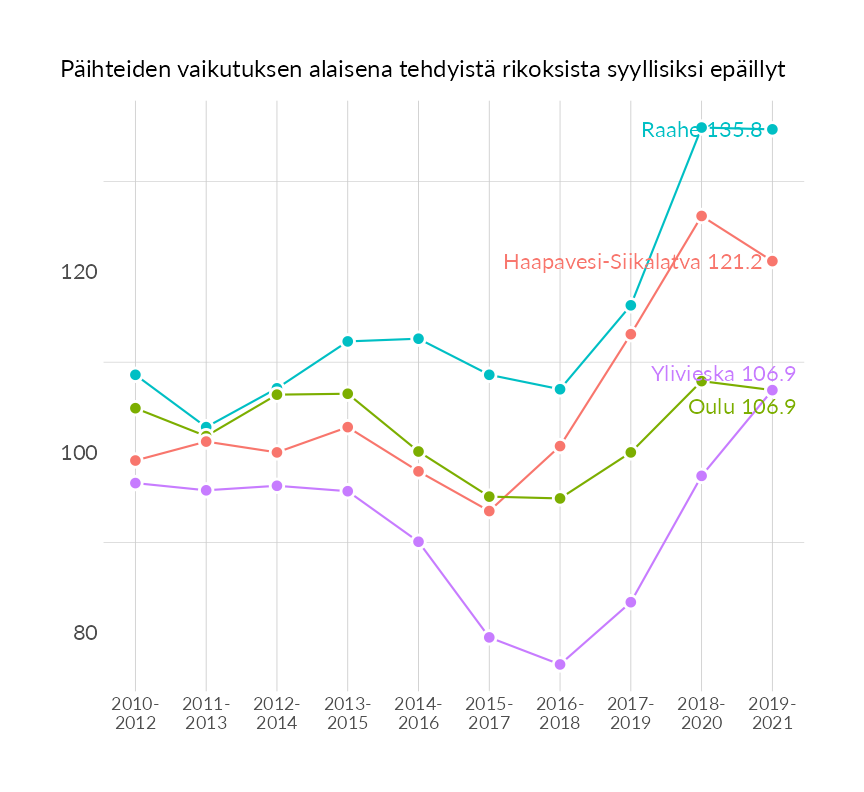 Päihteiden vaikutuksen alaisena tehdyistä rikoksista syyllisiksi epäillyt
Raahe 135.8
120
Haapavesi-Siikalatva 121.2
Ylivieska 106.9
Oulu 106.9
100
80
2010- 2011- 2012- 2013- 2014- 2015- 2016- 2017- 2018- 2019-
2012 2013 2014 2015 2016 2017 2018 2019 2020 2021